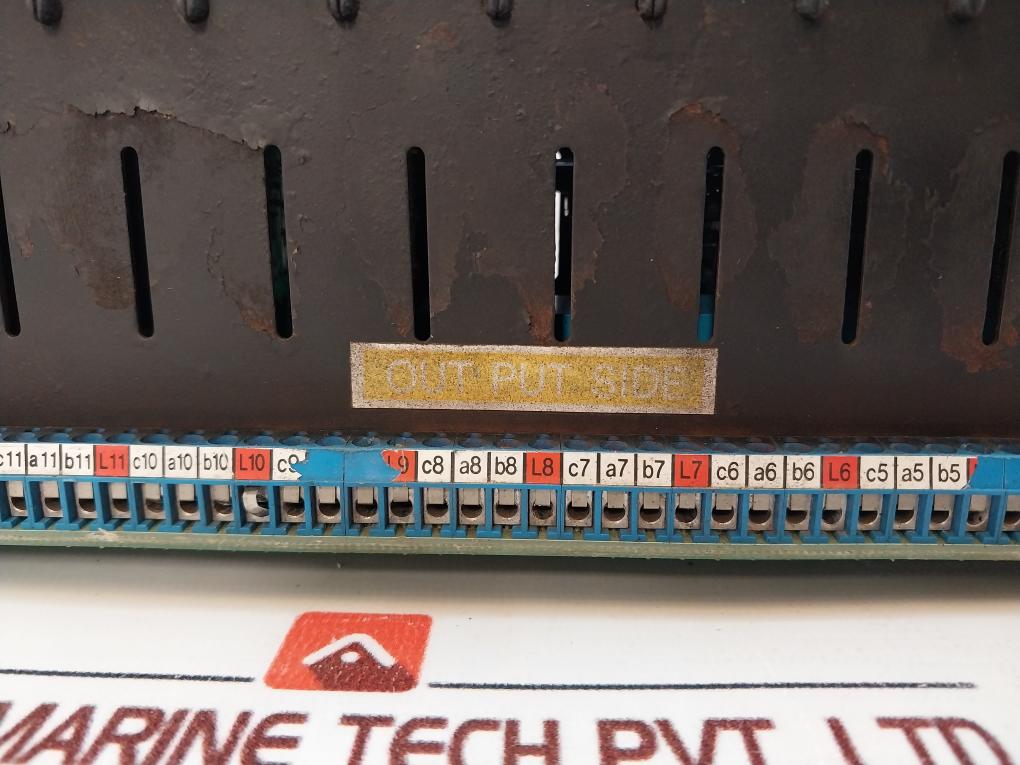 OUT PUT SIDE
c11 a11 b11 L11 c10 a10 b10 L10 c9 L9 c8 a8 b8 L8 c7 a7 b7 L7 c6 a6 b6 L6 c5 a5 b5
MARINE TECH PVT. LTD